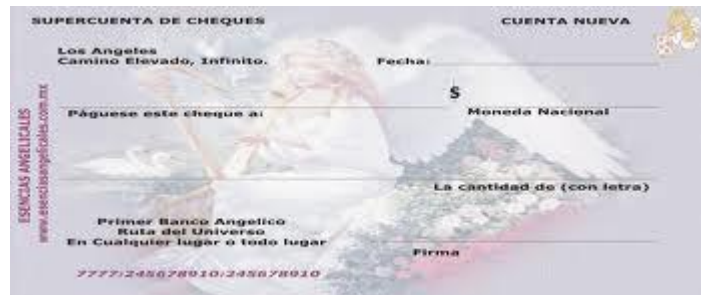 SUPERCUENTA DE CHEQUES
CUENTA NUEVA
Los Angeles
Camino Elevado, Infinito.
Fecha:
$
Páguese este cheque a:
Moneda Nacional
La cantidad de (con letra)
Primer Banco Angelico
Ruta del Universo
En Cualquier lugar o todo lugar
Firma
7777:245678910:245678910
ESENCIAS ANGELICALES
www.esenciasangelicales.com.mx